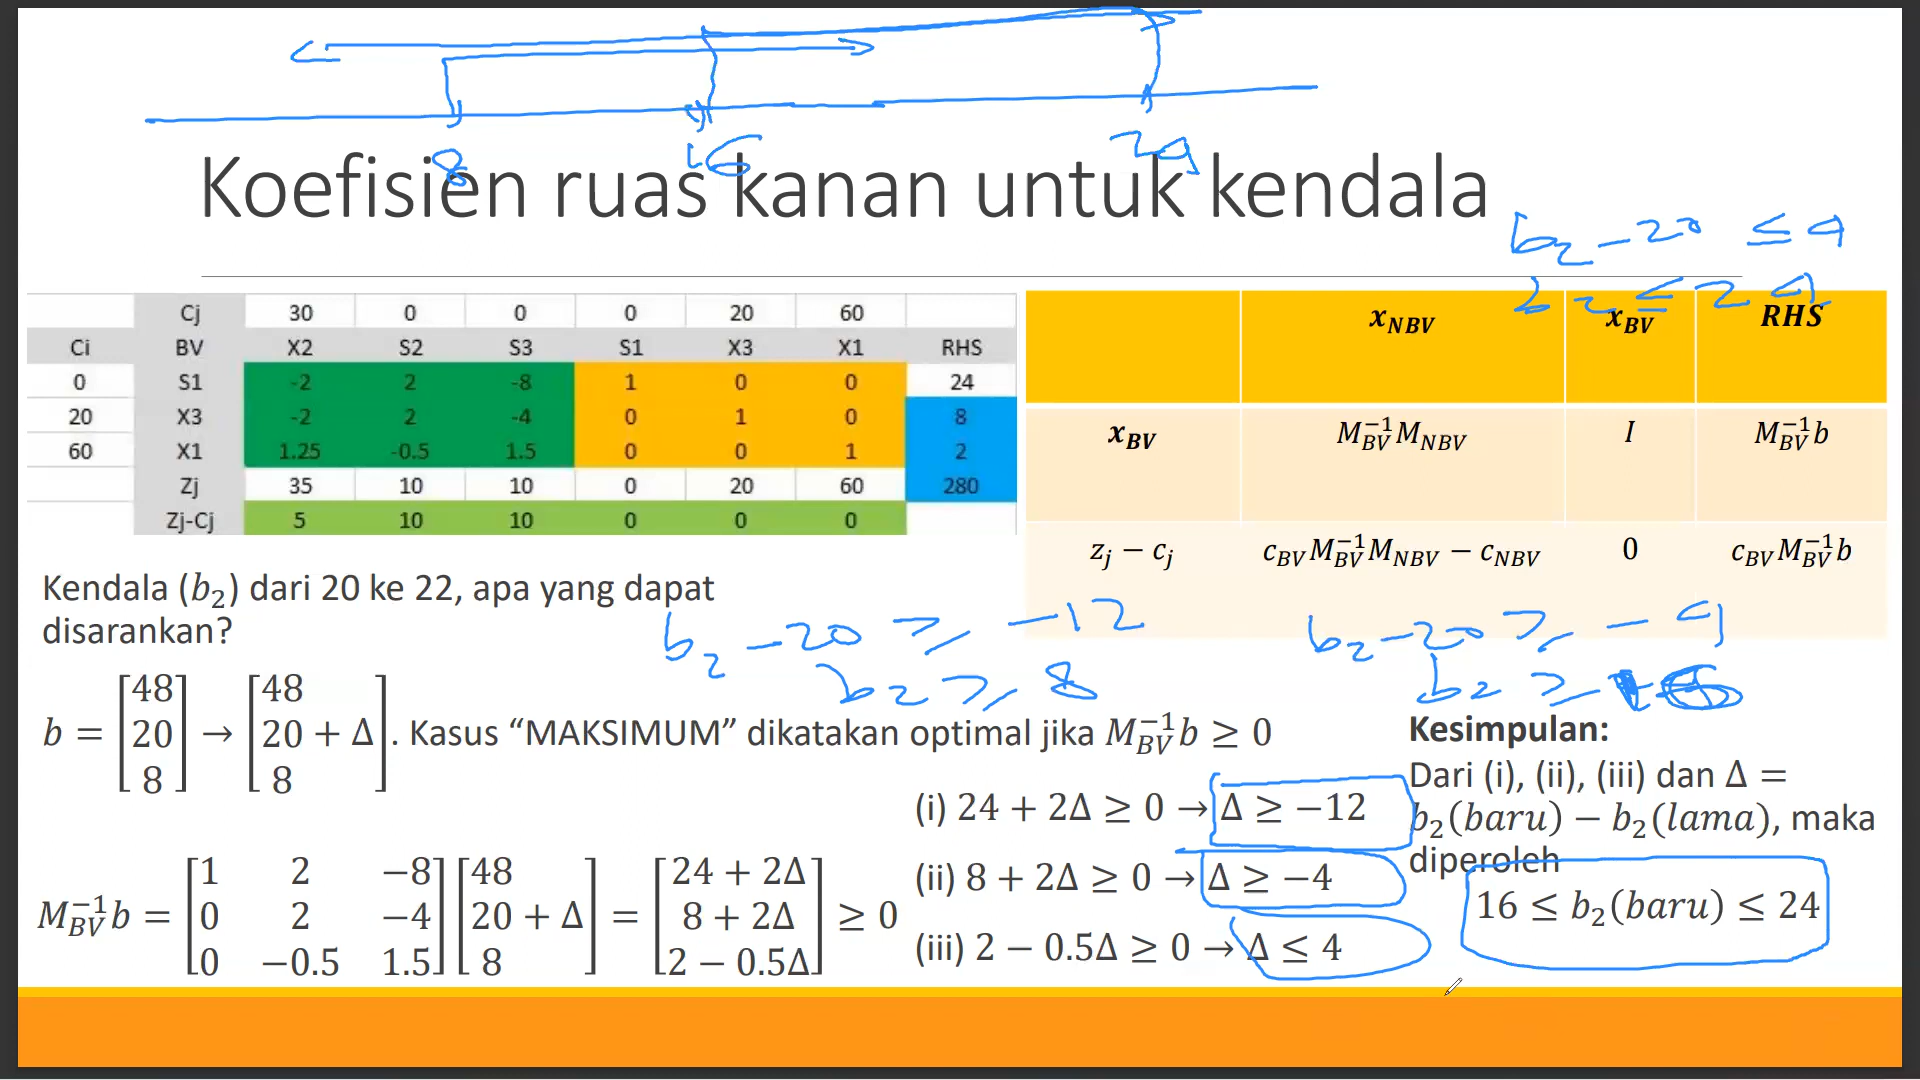 8 16 24
Koefisien ruas kanan untuk kendala
b2 - 20 ≤ 4
b2 ≤ 24
Cj 30 0 0 0 20 60
Ci BV X2 S2 S3 S1 X3 X1 RHS
0 S1 -2 2 -8 1 0 0 24
20 X3 -2 2 -4 0 1 0 8
60 X1 1.25 -0.5 1.5 0 0 1 2
Zj 35 10 10 0 20 60 280
Zj-Cj 5 10 10 0 0 0
x_NBV x_BV RHS
x_BV M_BV^−1 M_NBV I M_BV^−1 b
z_j − c_j c_BV M_BV^−1 M_NBV − c_NBV 0 c_BV M_BV^−1 b
Kendala (b₂) dari 20 ke 22, apa yang dapat
disarankan?
b2 - 20 ≥ -12
b2 ≥ 8
b2 - 20 ≥ -4
b2 ≥ 16
b = [48 20 8] → [48 20 + Δ 8]. Kasus “MAKSIMUM” dikatakan optimal jika M_BV^−1 b ≥ 0
M_BV^−1 b = [1 2 −8; 0 2 −4; 0 −0.5 1.5] [48 20 + Δ 8] = [24 + 2Δ 8 + 2Δ 2 − 0.5Δ] ≥ 0
(i) 24 + 2Δ ≥ 0 → Δ ≥ −12
(ii) 8 + 2Δ ≥ 0 → Δ ≥ −4
(iii) 2 − 0.5Δ ≥ 0 → Δ ≤ 4
Kesimpulan:
Dari (i), (ii), (iii) dan Δ =
b₂(baru) − b₂(lama), maka
diperoleh
16 ≤ b₂(baru) ≤ 24